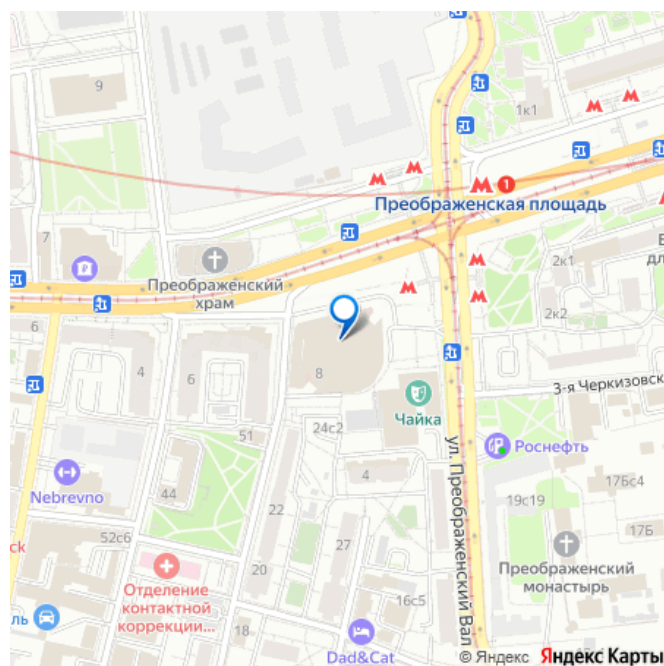 9
1к1
1
Преображенская площадь
7
Преображенский
храм
2к1
2к2
6
4
6
8
3-я Черкизовск
Чайка
24с2
51
Роснефть
Nebrevno
44
4
17Бс4
19с19
17Б
52с6
27
Преображенский
монастырь
Отделение
контактной
коррекции...
20
16с5
18
ул. Преображенский Вал
Dad&Cat
© Яндекс Яндекс Карты